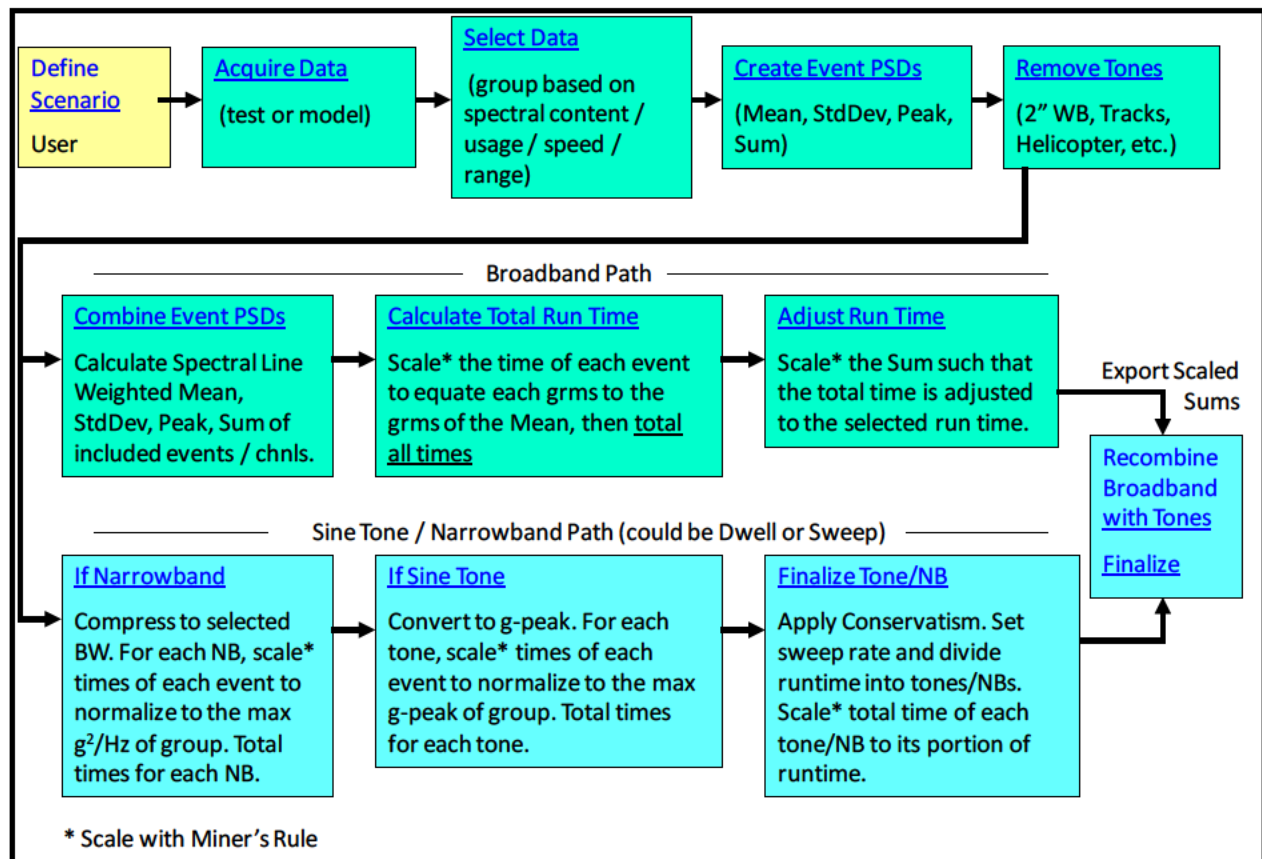 Define
Scenario
User
Acquire Data
(test or model)
Select Data
(group based on
spectral content /
usage / speed /
range)
Create Event PSDs
(Mean, StdDev, Peak,
Sum)
Remove Tones
(2” WB, Tracks,
Helicopter, etc.)
Broadband Path
Combine Event PSDs
Calculate Spectral Line
Weighted Mean,
StdDev, Peak, Sum of
included events / chnls.
Calculate Total Run Time
Scale* the time of each event
to equate each grms to the
grms of the Mean, then total
all times
Adjust Run Time
Scale* the Sum such that
the total time is adjusted
to the selected run time.
Export Scaled
Sums
Recombine
Broadband
with Tones
Finalize
Sine Tone / Narrowband Path (could be Dwell or Sweep)
If Narrowband
Compress to selected
BW. For each NB, scale*
times of each event to
normalize to the max
g²/Hz of group. Total
times for each NB.
If Sine Tone
Convert to g-peak. For each
tone, scale* times of each
event to normalize to the max
g-peak of group. Total times
for each tone.
Finalize Tone/NB
Apply Conservatism. Set
sweep rate and divide
runtime into tones/NBs.
Scale* total time of each
tone/NB to its portion of
runtime.
* Scale with Miner’s Rule